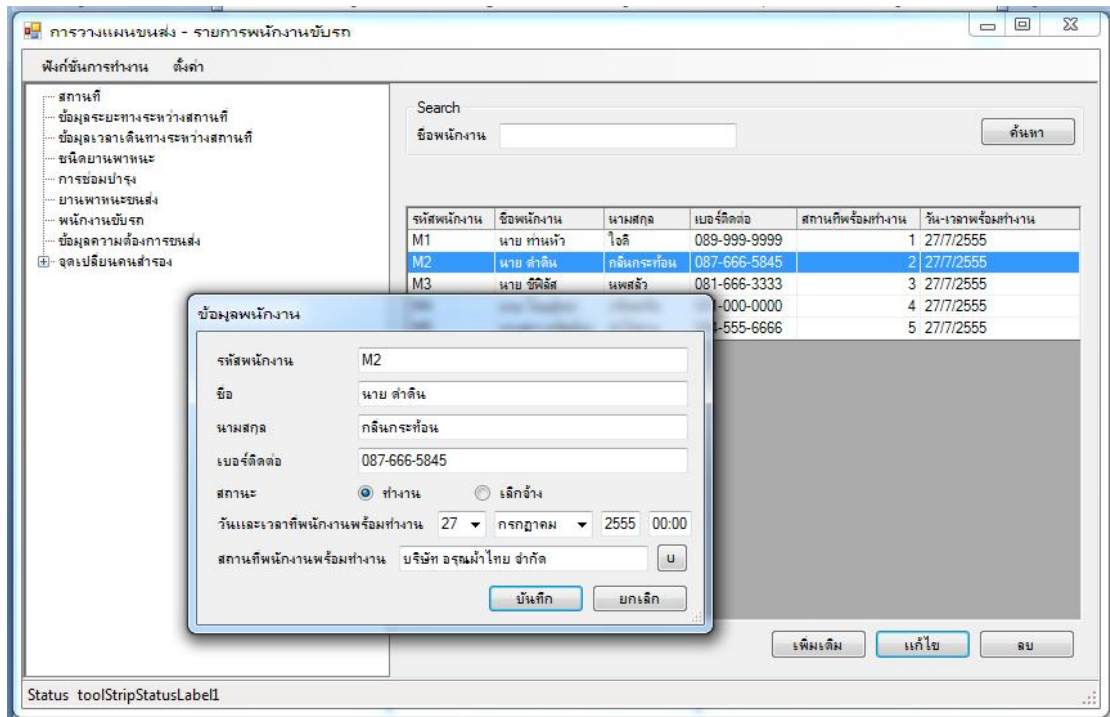 การวางแผนขนส่ง - รายการพนักงานขับรถ
ฟังก์ชันการทำงาน ตั้งค่า
สถานที่
ข้อมูลระยะทางระหว่างสถานที่
ข้อมูลเวลาเดินทางระหว่างสถานที่
ชนิดยานพาหนะ
การซ่อมบำรุง
ยานพาหนะขนส่ง
พนักงานขับรถ
ข้อมูลความต้องการขนส่ง
จุดเปลี่ยนคนสำรอง
Search
ชื่อพนักงาน
ค้นหา
รหัสพนักงาน ชื่อพนักงาน นามสกุล เบอร์ติดต่อ สถานที่พร้อมทำงาน วัน-เวลาพร้อมทำงาน
M1 นาย ท่านหัว ใจดี 089-999-9999 1 27/7/2555
M2 นาย ดำดิน กลิ่นกระท้อน 087-666-5845 2 27/7/2555
M3 นาย ซีฟิลัส นพสลัว 081-666-3333 3 27/7/2555
-000-0000 4 27/7/2555
-555-6666 5 27/7/2555
ข้อมูลพนักงาน
รหัสพนักงาน M2
ชื่อ นาย ดำดิน
นามสกุล กลิ่นกระท้อน
เบอร์ติดต่อ 087-666-5845
สถานะ ทำงาน เลิกจ้าง
วันและเวลาที่พนักงานพร้อมทำงาน 27 กรกฎาคม 2555 00:00
สถานที่พนักงานพร้อมทำงาน บริษัท อรุณผ้าไทย จำกัด บ
บันทึก ยกเลิก
เพิ่มเติม แก้ไข ลบ
Status toolStripStatusLabel1